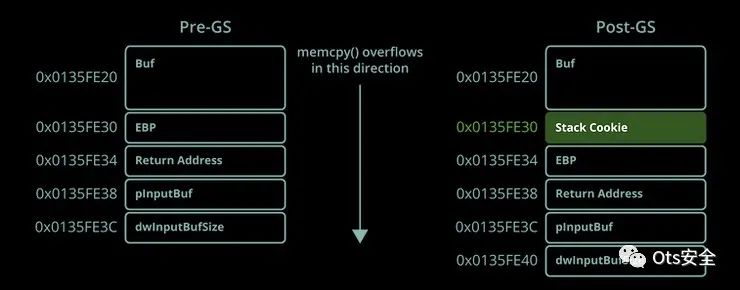 Pre-GS
0x0135FE20
Buf
0x0135FE30
EBP
0x0135FE34
Return Address
0x0135FE38
pInputBuf
0x0135FE3C
dwInputBufSize
memcpy() overflows
in this direction
Post-GS
0x0135FE20
Buf
0x0135FE30
Stack Cookie
0x0135FE34
EBP
0x0135FE38
Return Address
0x0135FE3C
pInputBuf
0x0135FE40
Ots安全